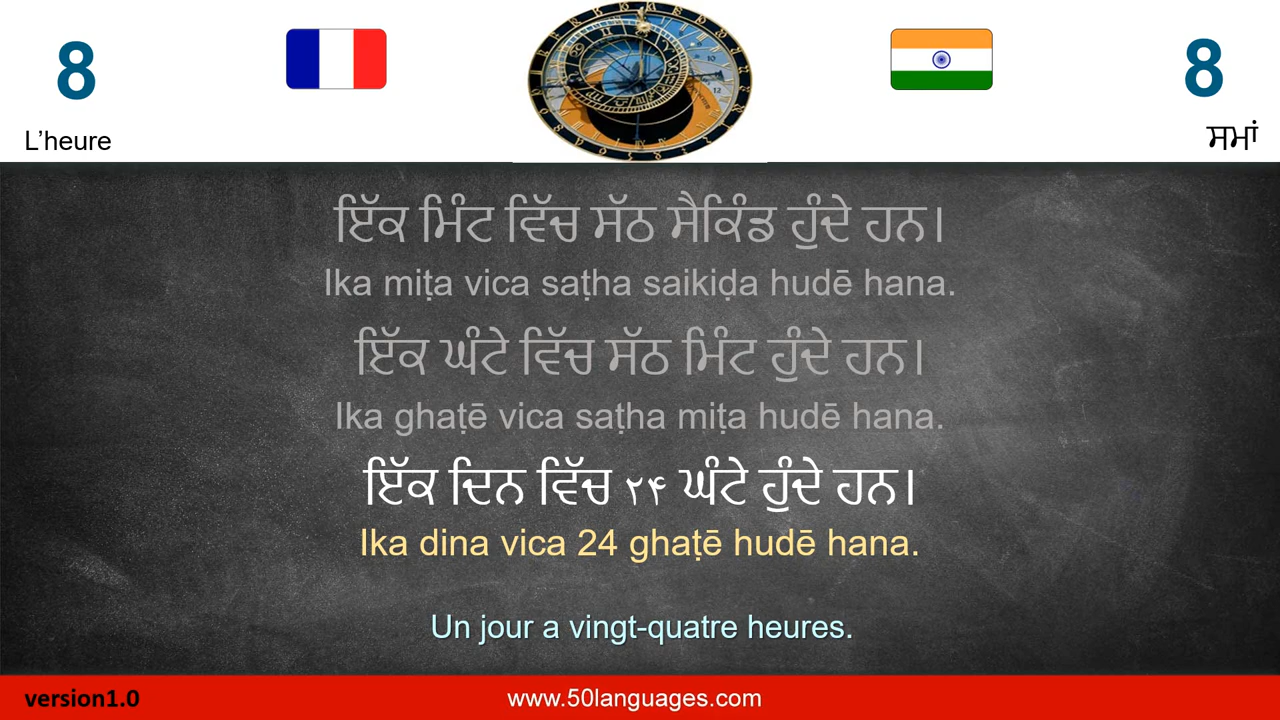 8
8
L’heure
ਸਮਾਂ
ਇੱਕ ਮਿੰਟ ਵਿੱਚ ਸੱਠ ਸੈਕਿੰਡ ਹੁੰਦੇ ਹਨ।
Ika miṭa vica saṭha saikiḍa hudē hana.
ਇੱਕ ਘੰਟੇ ਵਿੱਚ ਸੱਠ ਮਿੰਟ ਹੁੰਦੇ ਹਨ।
Ika ghaṭē vica saṭha miṭa hudē hana.
ਇੱਕ ਦਿਨ ਵਿੱਚ ۲۴ ਘੰਟੇ ਹੁੰਦੇ ਹਨ।
Ika dina vica 24 ghaṭē hudē hana.
Un jour a vingt-quatre heures.
version1.0
www.50languages.com